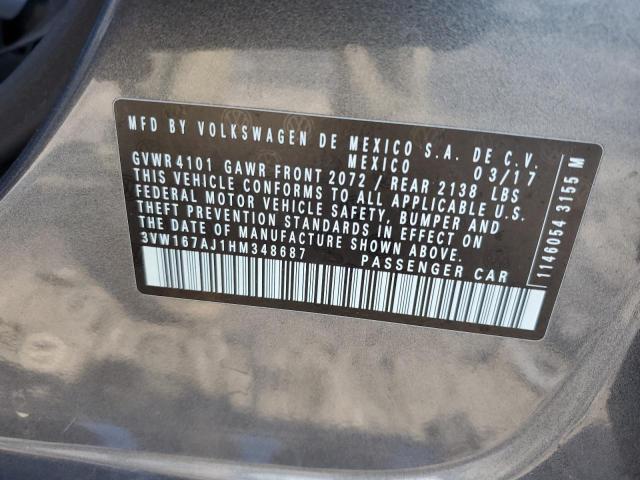 MFD BY VOLKSWAGEN DE MEXICO S.A. DE C.V.
MEXICO 03/17
GVWR 4101 GAWR FRONT 2072 / REAR 2138 LBS
THIS VEHICLE CONFORMS TO ALL APPLICABLE U.S.
FEDERAL MOTOR VEHICLE SAFETY, BUMPER AND
THEFT PREVENTION STANDARDS IN EFFECT ON
THE DATE OF MANUFACTURE SHOWN ABOVE.
3VW167AJ1HM348687 PASSENGER CAR
1146054 3155 M